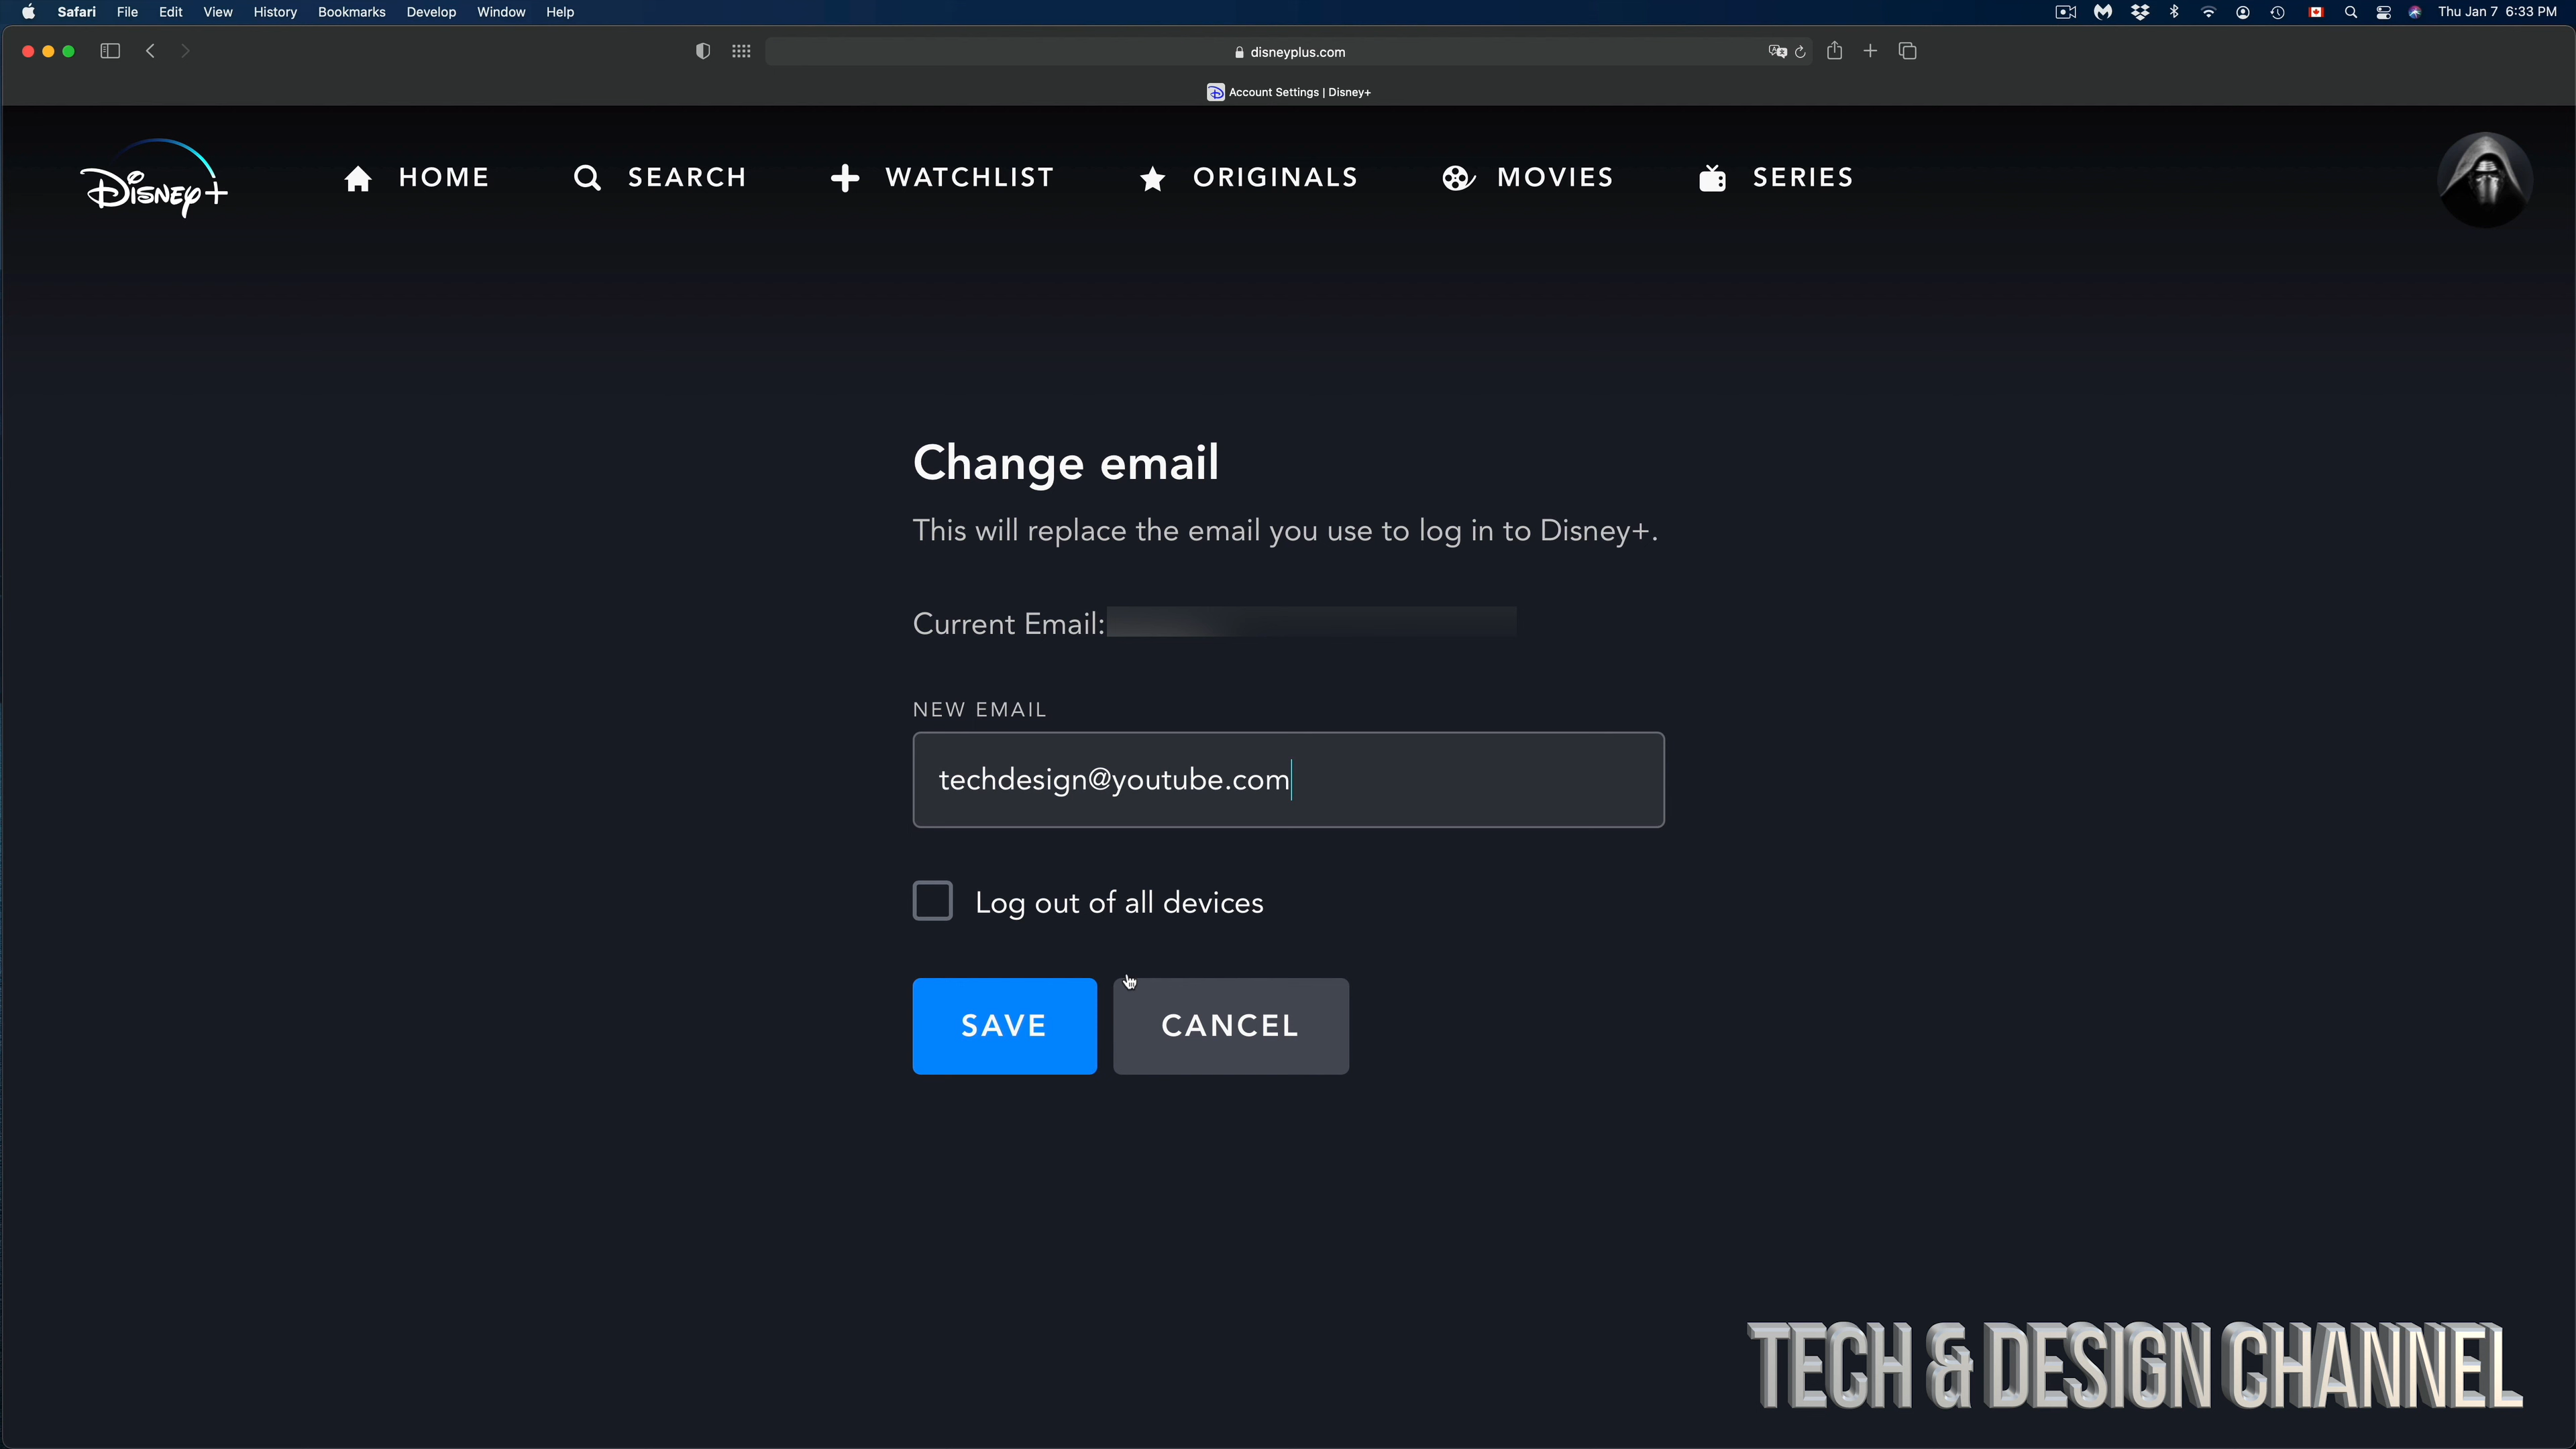 Safari File Edit View History Bookmarks Develop Window Help Thu Jan 7 6:33 PM
disneyplus.com
Account Settings | Disney+
Disney+ HOME SEARCH WATCHLIST ORIGINALS MOVIES SERIES
Change email
This will replace the email you use to log in to Disney+.
Current Email:
NEW EMAIL
techdesign@youtube.com
Log out of all devices
SAVE CANCEL
TECH & DESIGN CHANNEL